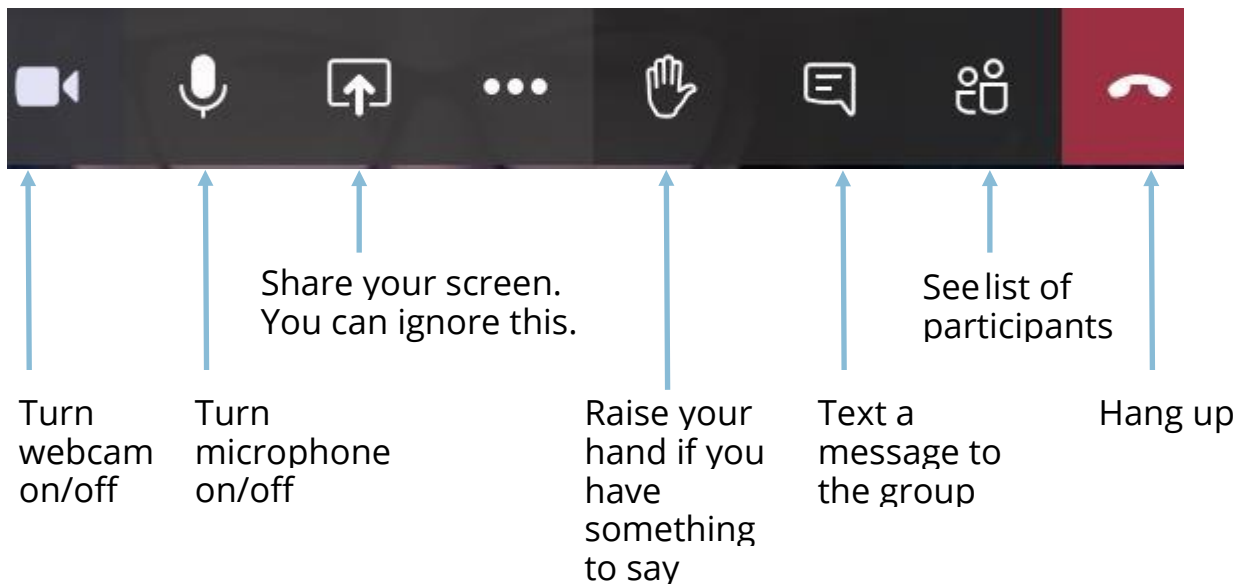 Share your screen.
You can ignore this.
See list of
participants
Turn
webcam
on/off
Turn
microphone
on/off
Raise your
hand if you
have
something
to say
Text a
message to
the group
Hang up